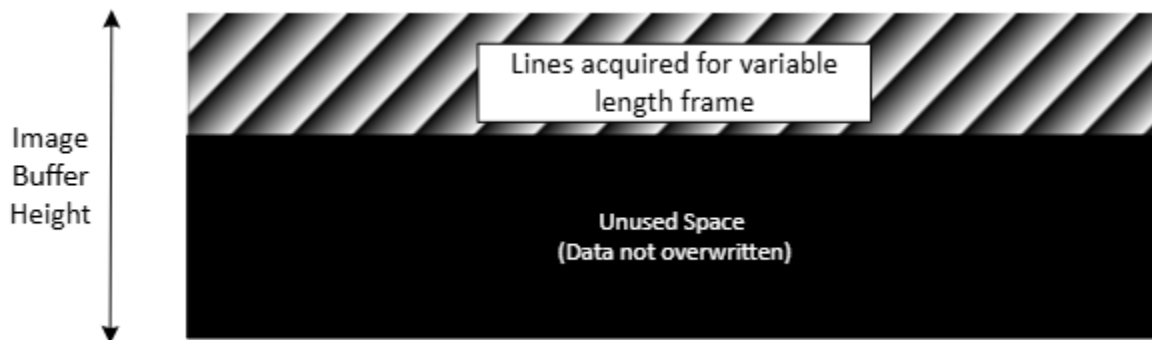 Lines acquired for variable
length frame
Image
Buffer
Height
Unused Space
(Data not overwritten)